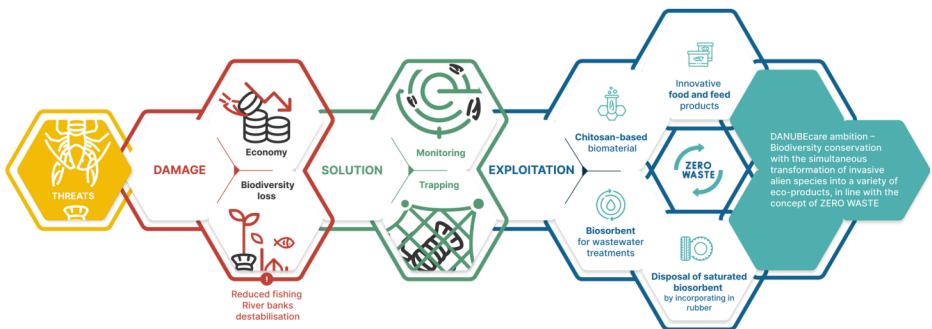 THREATS
DAMAGE
Economy
Biodiversity
loss
Reduced fishing
River banks
destabilisation
SOLUTION
Monitoring
Trapping
EXPLOITATION
Chitosan-based
biomaterial
Biosorbent
for wastewater
treatments
Innovative
food and feed
products
ZERO
WASTE
Disposal of saturated
biosorbent
by incorporating in
rubber
DANUBEcare ambition –
Biodiversity conservation
with the simultaneous
transformation of invasive
alien species into a variety of
eco-products, in line with the
concept of ZERO WASTE